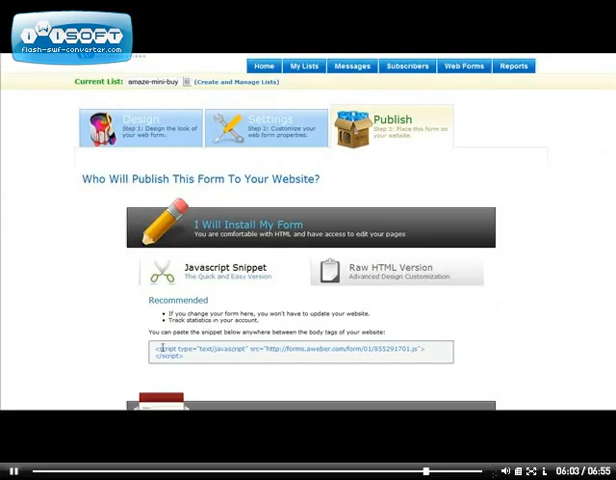 iWiSOFT
flash-swf-converter.com
Home My Lists Messages Subscribers Web Forms Reports
Current List: amaze-mini-buy (Create and Manage Lists)
Design
Step 1: Design the look of your web form.
Settings
Step 2: Customize your web form properties.
Publish
Step 3: Place this form on your website.
Who Will Publish This Form To Your Website?
I Will Install My Form
You are comfortable with HTML and have access to edit your pages
Javascript Snippet
The Quick and Easy Version
Raw HTML Version
Advanced Design Customization
Recommended
• If you change your form here, you won't have to update your website.
• Track statistics in your account.
You can paste the snippet below anywhere between the body tags of your website:
<script type="text/javascript" src="http://forms.aweber.com/form/01/855291701.js">
</script>
06:03 / 06:55